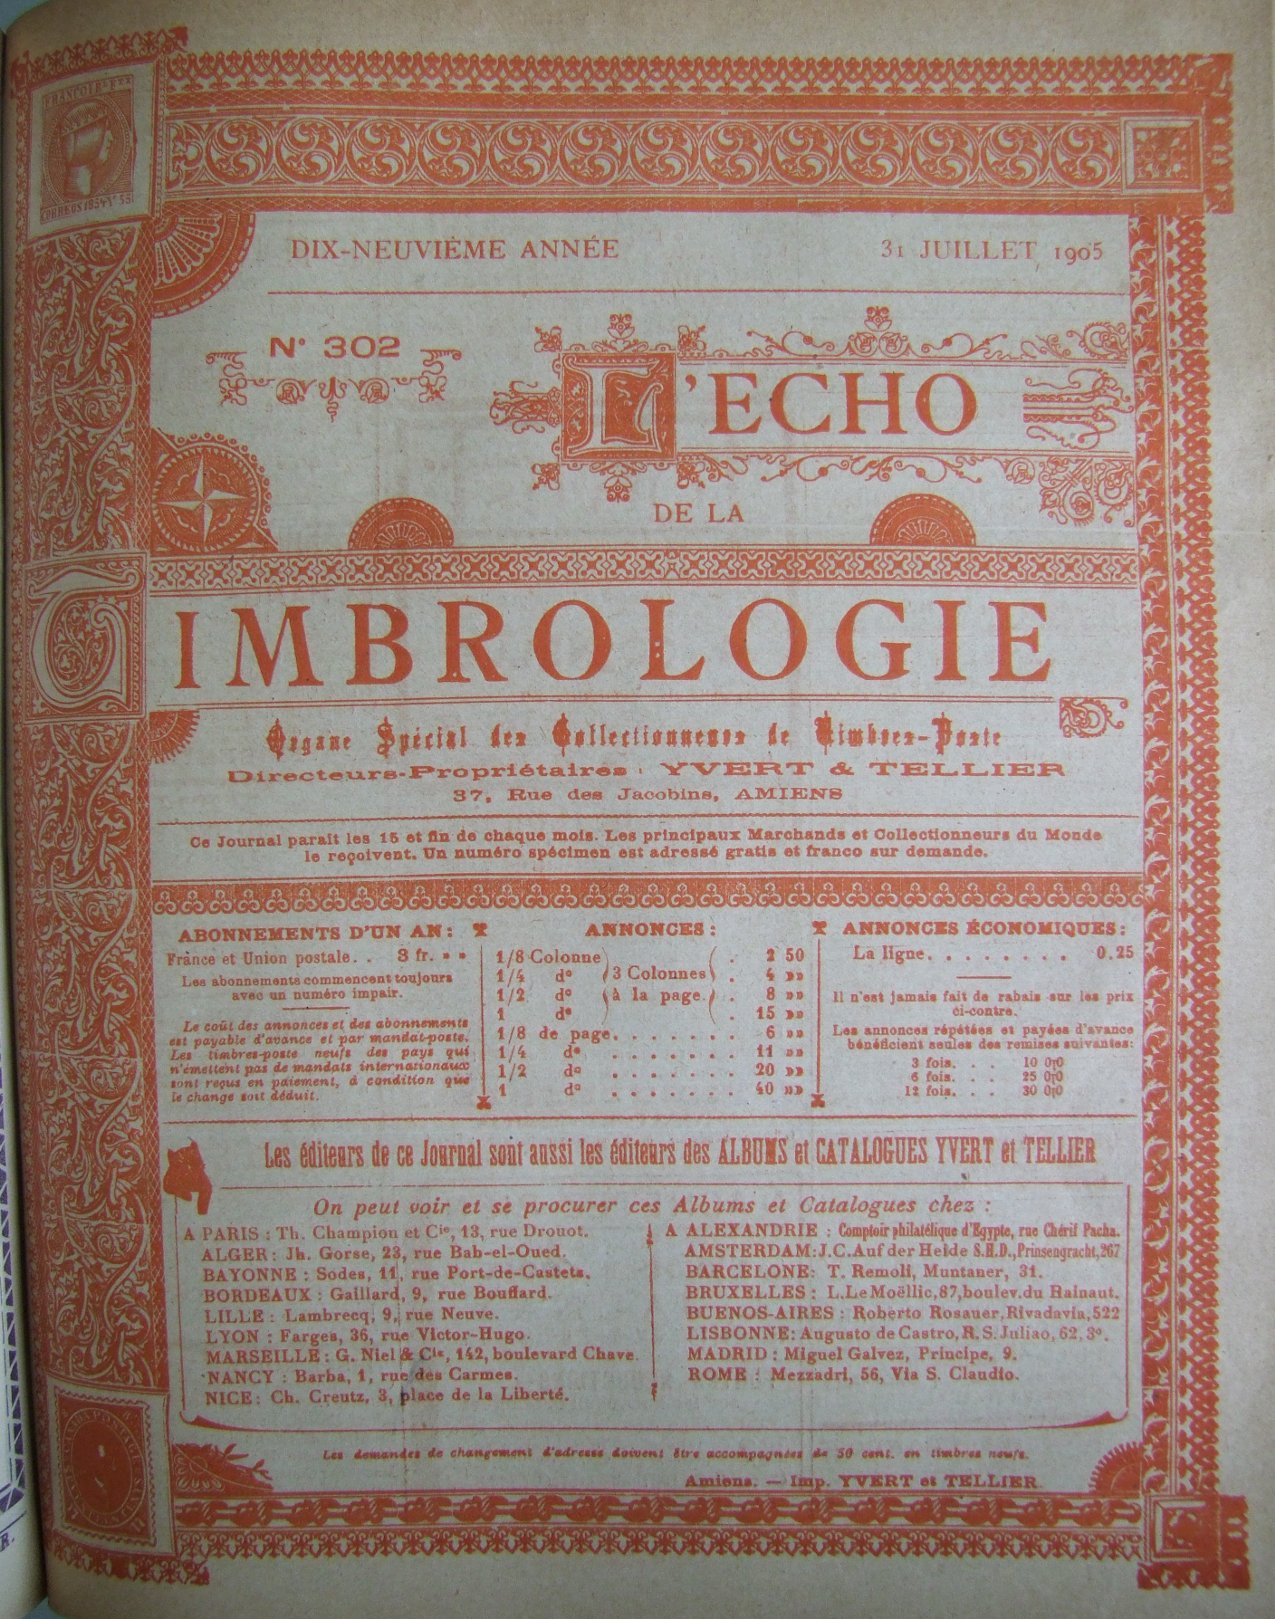 FRANCO 1Rl. Pta.
CORREOS 1854 Y 55
DIX-NEUVIÈME ANNÉE
31 JUILLET 1905
N° 302
L'ECHO
DE LA
TIMBROLOGIE
Organe Spécial des Collectionneurs de Timbres-Poste
Directeurs-Propriétaires : YVERT & TELLIER
37, Rue des Jacobins, AMIENS
Ce Journal paraît les 15 et fin de chaque mois. Les principaux Marchands et Collectionneurs du Monde
le reçoivent. Un numéro spécimen est adressé gratis et franco sur demande.
ABONNEMENTS D'UN AN:
France et Union postale. . 3 fr. » »
Les abonnements commencent toujours
avec un numéro impair.
Le coût des annonces et des abonnements
est payable d'avance et par mandat-poste.
Les timbres-poste neufs des pays qui
n'émettent pas de mandats internationaux
sont reçus en paiement, à condition que
le change soit déduit.
ANNONCES:
1/8 Colonne (3 Colonnes à la page) . 2 50
1/4 d° . 4 »»
1/2 d° . 8 »»
1 d° . 15 »»
1/8 de page. . . . . . . 6 »»
1/4 d° . . . . . . . 11 »»
1/2 d° . . . . . . . 20 »»
1 d° . . . . . . . 40 »»
ANNONCES ÉCONOMIQUES:
La ligne. . . . . . . . 0.25
Il n'est jamais fait de rabais sur les prix
ci-contre.
Les annonces répétées et payées d'avance
bénéficient seules des remises suivantes:
3 fois. . . 10 0|0
6 fois. . . 25 0|0
12 fois. . . 30 0|0
Les éditeurs de ce Journal sont aussi les éditeurs des ALBUMS et CATALOGUES YVERT et TELLIER
On peut voir et se procurer ces Albums et Catalogues chez :
A PARIS : Th. Champion et Cie, 13, rue Drouot.
ALGER : Jh. Gorse, 23, rue Bab-el-Oued.
BAYONNE : Sodes, 11, rue Port-de-Castets.
BORDEAUX : Gaillard, 9, rue Bouffard.
LILLE : Lambrecq, 9, rue Neuve.
LYON : Farges, 36, rue Victor-Hugo.
MARSEILLE : G. Niel & Cie, 142, boulevard Chave.
NANCY : Barba, 1, rue des Carmes.
NICE : Ch. Creutz, 3, place de la Liberté.
A ALEXANDRIE : Comptoir philatélique d'Egypte, rue Chérif Pacha.
AMSTERDAM: J.C. Auf der Heide S.H.D., Prinsengracht, 267
BARCELONE: T. Remoli, Muntaner, 31.
BRUXELLES : L. Le Moëllic, 87, boulev. du Hainaut.
BUENOS-AIRES : Roberto Rosauer, Rivadavia, 522
LISBONNE: Augusto de Castro, R. S. Juliao, 62, 3°.
MADRID : Miguel Galvez, Principe, 9.
ROME : Mezzadri, 56, Via S. Claudio.
Les demandes de changement d'adresse doivent être accompagnées de 50 cent. en timbres neufs.
Amiens. — Imp. YVERT et TELLIER
R.